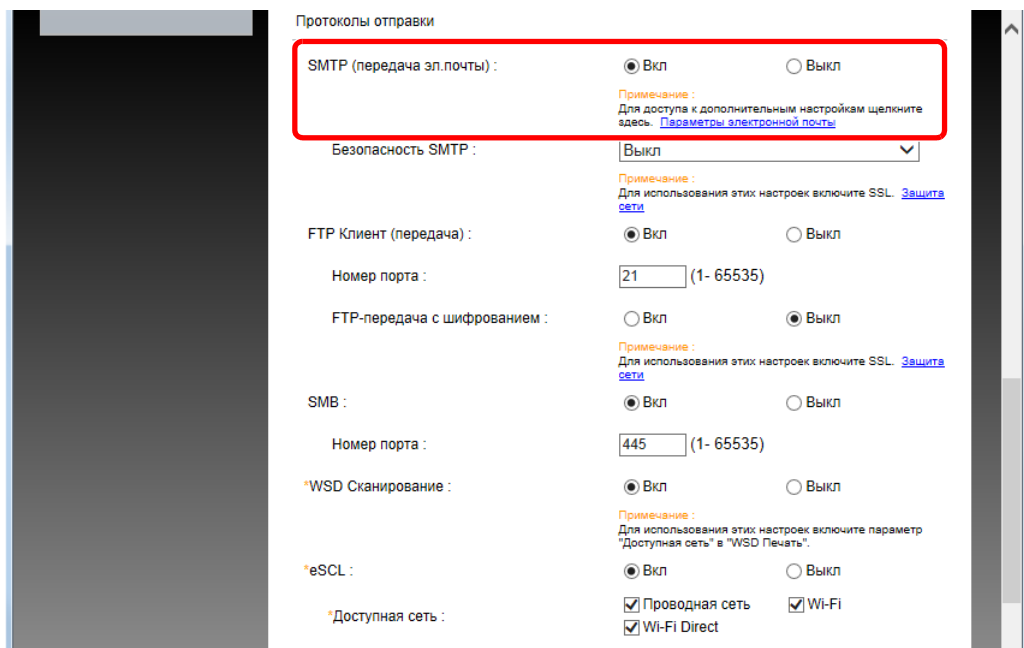 Протоколы отправки
SMTP (передача эл.почты) : Вкл Выкл
Примечание :
Для доступа к дополнительным настройкам щелкните
здесь. Параметры электронной почты
Безопасность SMTP : Выкл
Примечание :
Для использования этих настроек включите SSL. Защита
сети
FTP Клиент (передача) : Вкл Выкл
Номер порта : 21 (1- 65535)
FTP-передача с шифрованием : Вкл Выкл
Примечание :
Для использования этих настроек включите SSL. Защита
сети
SMB : Вкл Выкл
Номер порта : 445 (1- 65535)
*WSD Сканирование : Вкл Выкл
Примечание :
Для использования этих настроек включите параметр
"Доступная сеть" в "WSD Печать".
*eSCL : Вкл Выкл
*Доступная сеть : Проводная сеть Wi-Fi
Wi-Fi Direct